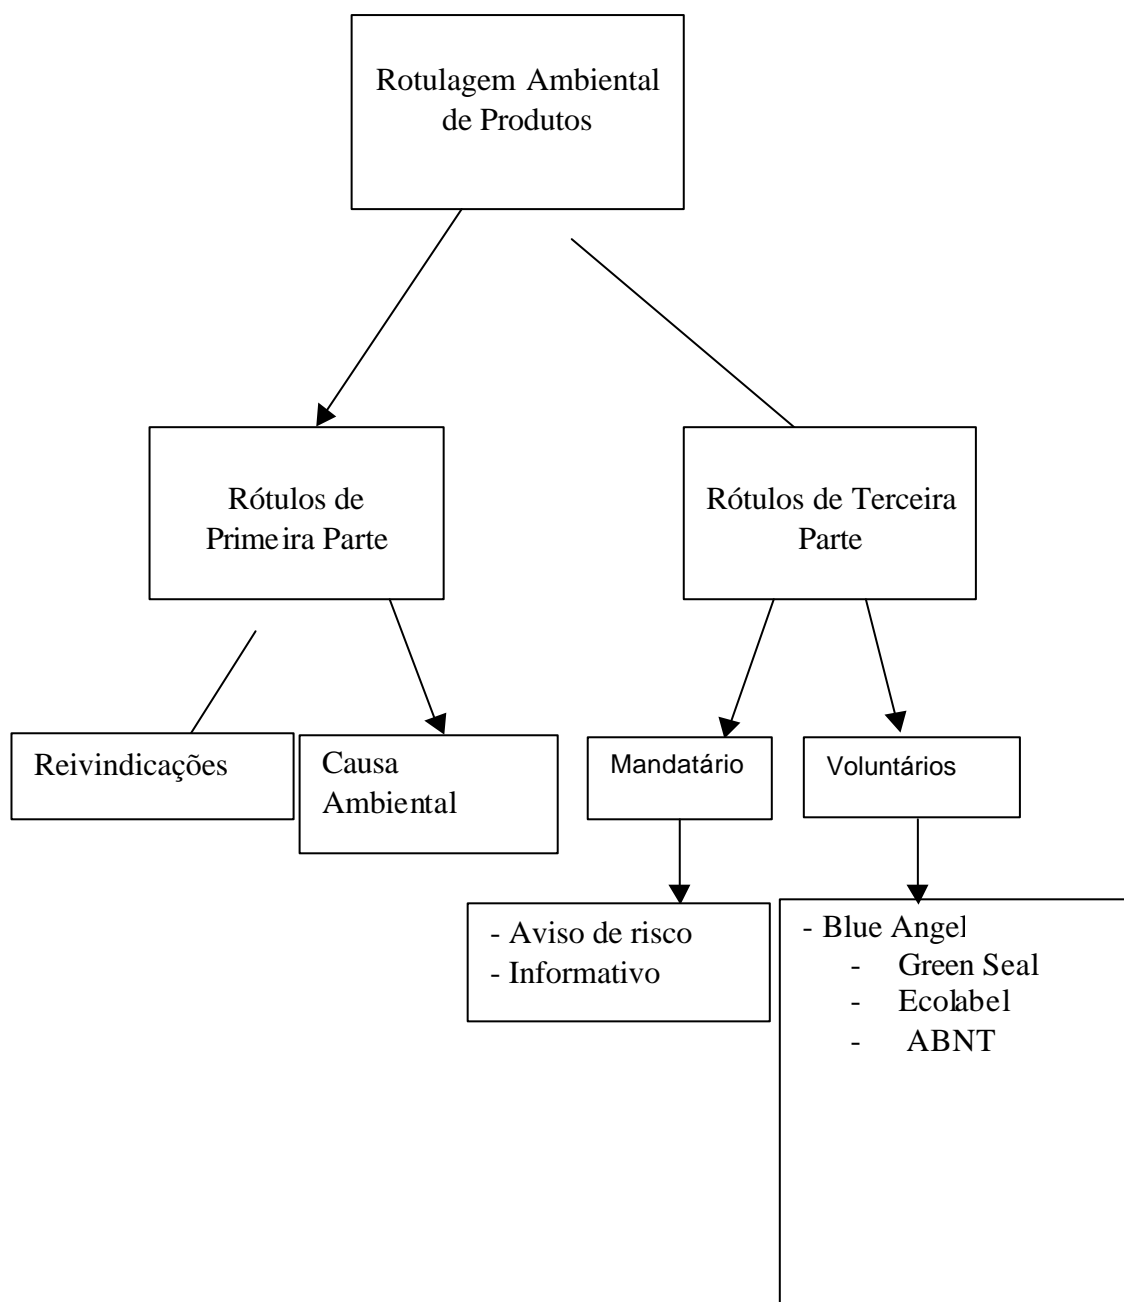 Rotulagem Ambiental
de Produtos
Rótulos de
Primeira Parte
Rótulos de Terceira
Parte
Reivindicações
Causa
Ambiental
Mandatário
Voluntários
- Aviso de risco
- Informativo
- Blue Angel
- Green Seal
- Ecolabel
- ABNT